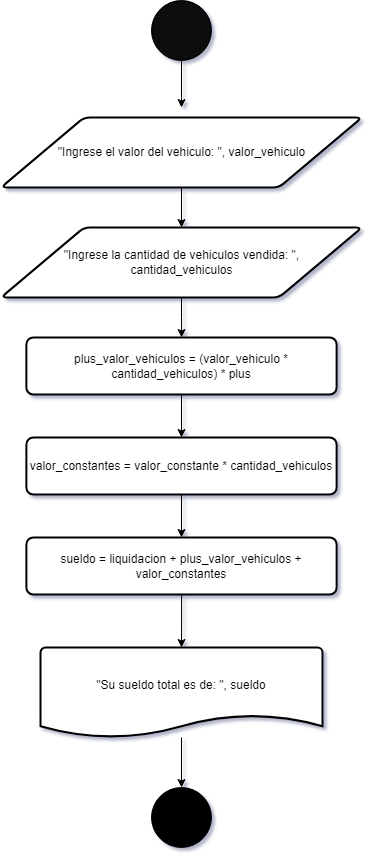 "Ingrese el valor del vehiculo: ", valor_vehiculo
"Ingrese la cantidad de vehiculos vendida: ",
cantidad_vehiculos
plus_valor_vehiculos = (valor_vehiculo *
cantidad_vehiculos) * plus
valor_constantes = valor_constante * cantidad_vehiculos
sueldo = liquidacion + plus_valor_vehiculos +
valor_constantes
"Su sueldo total es de: ", sueldo